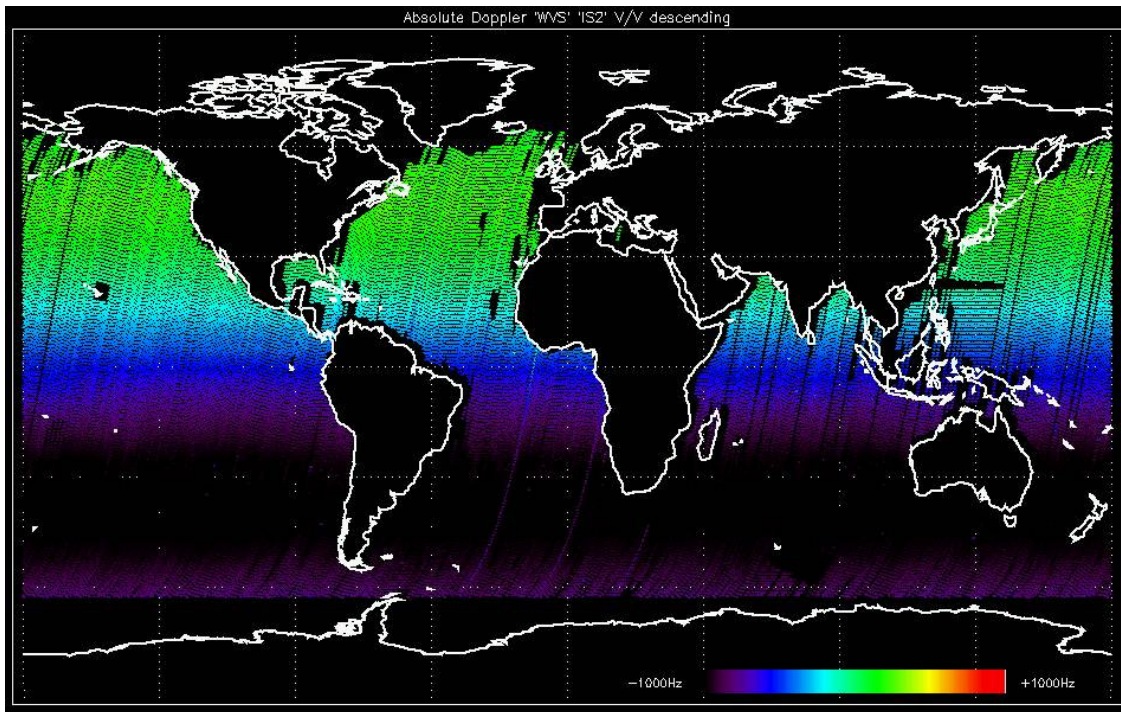 Absolute Doppler 'WVS' 'IS2' V/V descending
-1000Hz +1000Hz